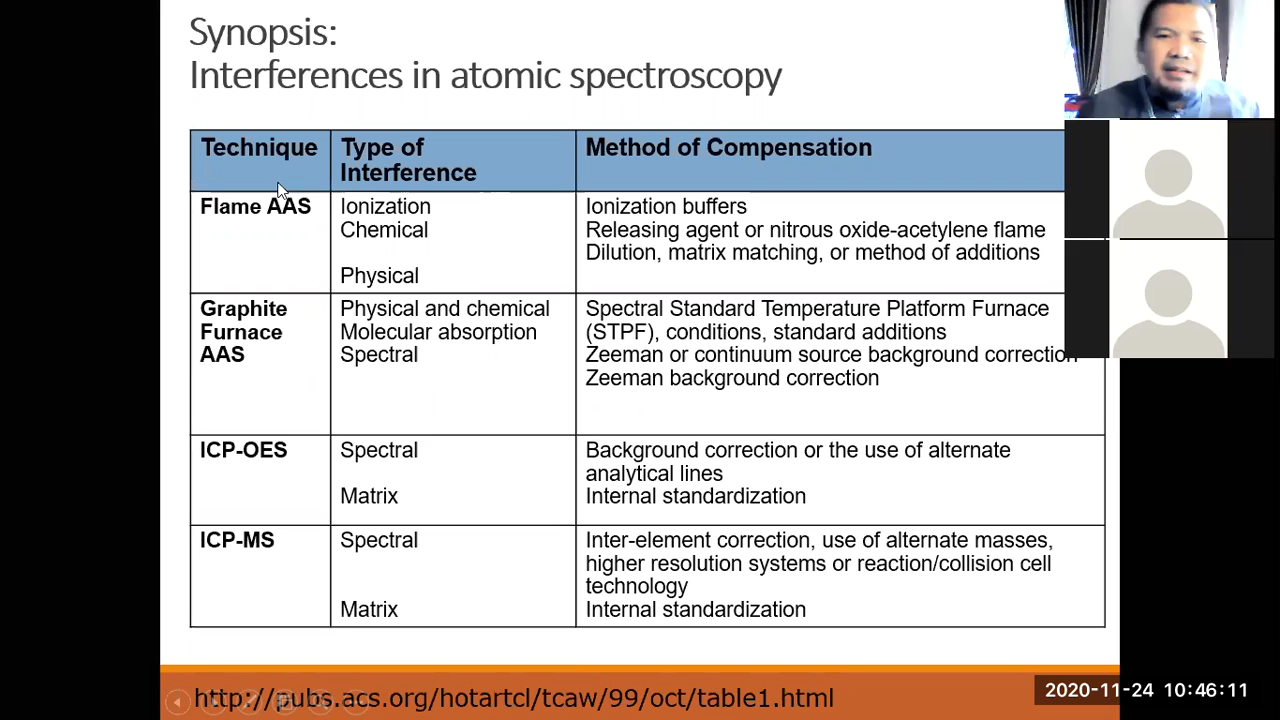 Synopsis:
Interferences in atomic spectroscopy
Technique
Type of
Interference
Method of Compensation
Flame AAS
Ionization
Chemical
Physical
Ionization buffers
Releasing agent or nitrous oxide-acetylene flame
Dilution, matrix matching, or method of additions
Graphite
Furnace
AAS
Physical and chemical
Molecular absorption
Spectral
Spectral Standard Temperature Platform Furnace
(STPF), conditions, standard additions
Zeeman or continuum source background correction
Zeeman background correction
ICP-OES
Spectral
Matrix
Background correction or the use of alternate
analytical lines
Internal standardization
ICP-MS
Spectral
Matrix
Inter-element correction, use of alternate masses,
higher resolution systems or reaction/collision cell
technology
Internal standardization
http://pubs.acs.org/hotartcl/tcaw/99/oct/table1.html
2020-11-24 10:46:11